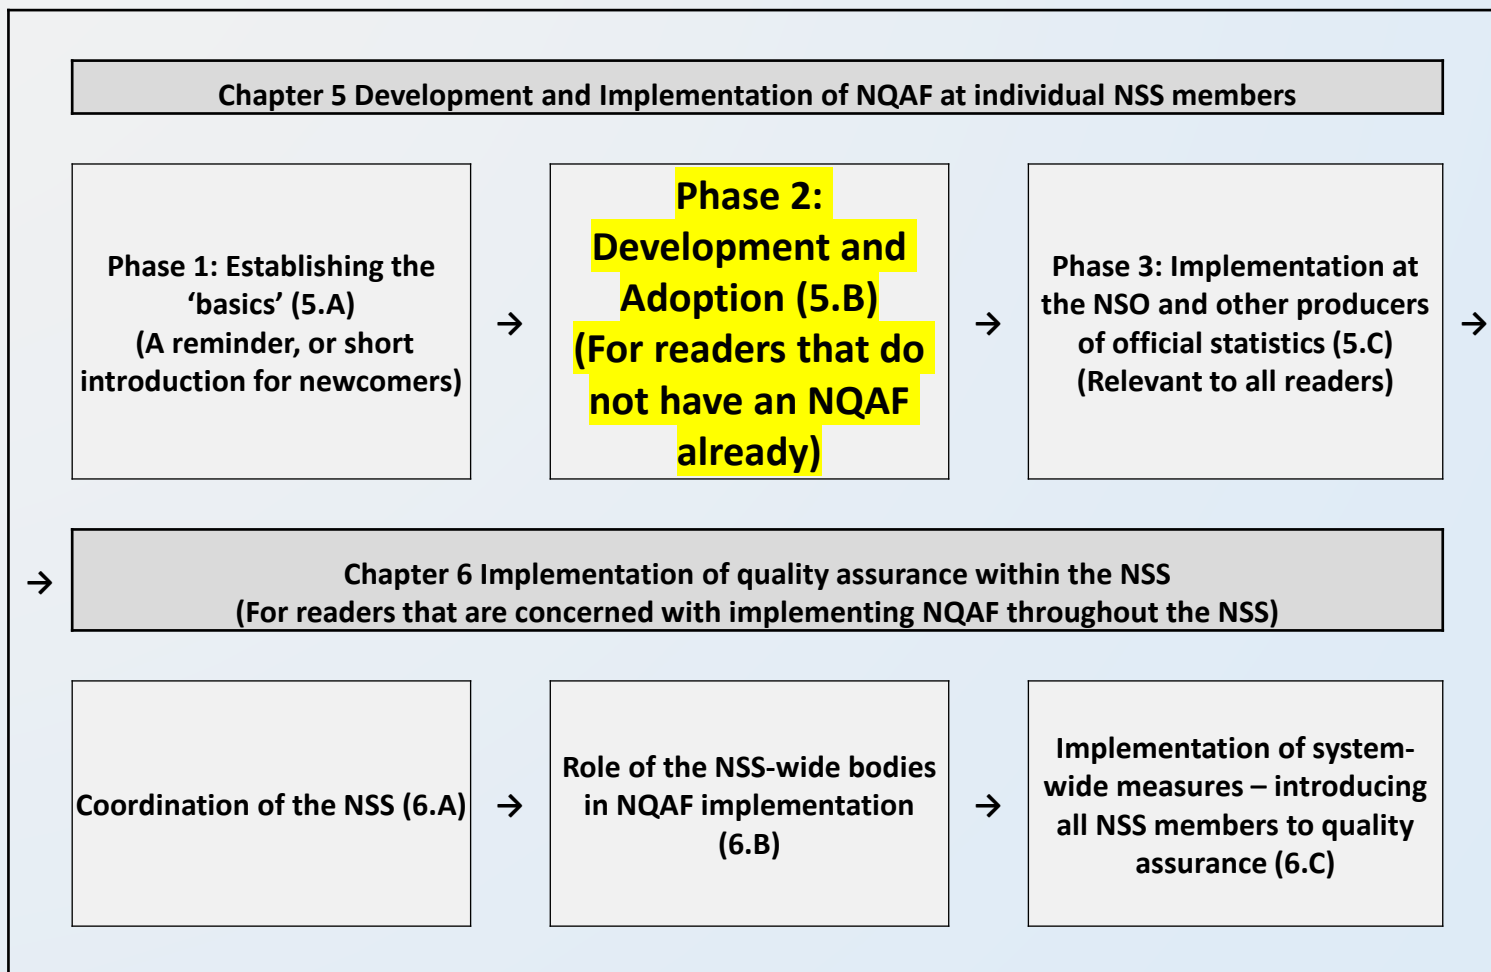 Chapter 5 Development and Implementation of NQAF at individual NSS members
Phase 1: Establishing the
‘basics’ (5.A)
(A reminder, or short
introduction for newcomers)
→
Phase 2:
Development and
Adoption (5.B)
(For readers that do
not have an NQAF
already)
→
Phase 3: Implementation at
the NSO and other producers
of official statistics (5.C)
(Relevant to all readers)
→
→
Chapter 6 Implementation of quality assurance within the NSS
(For readers that are concerned with implementing NQAF throughout the NSS)
Coordination of the NSS (6.A)
→
Role of the NSS-wide bodies
in NQAF implementation
(6.B)
→
Implementation of system-
wide measures – introducing
all NSS members to quality
assurance (6.C)